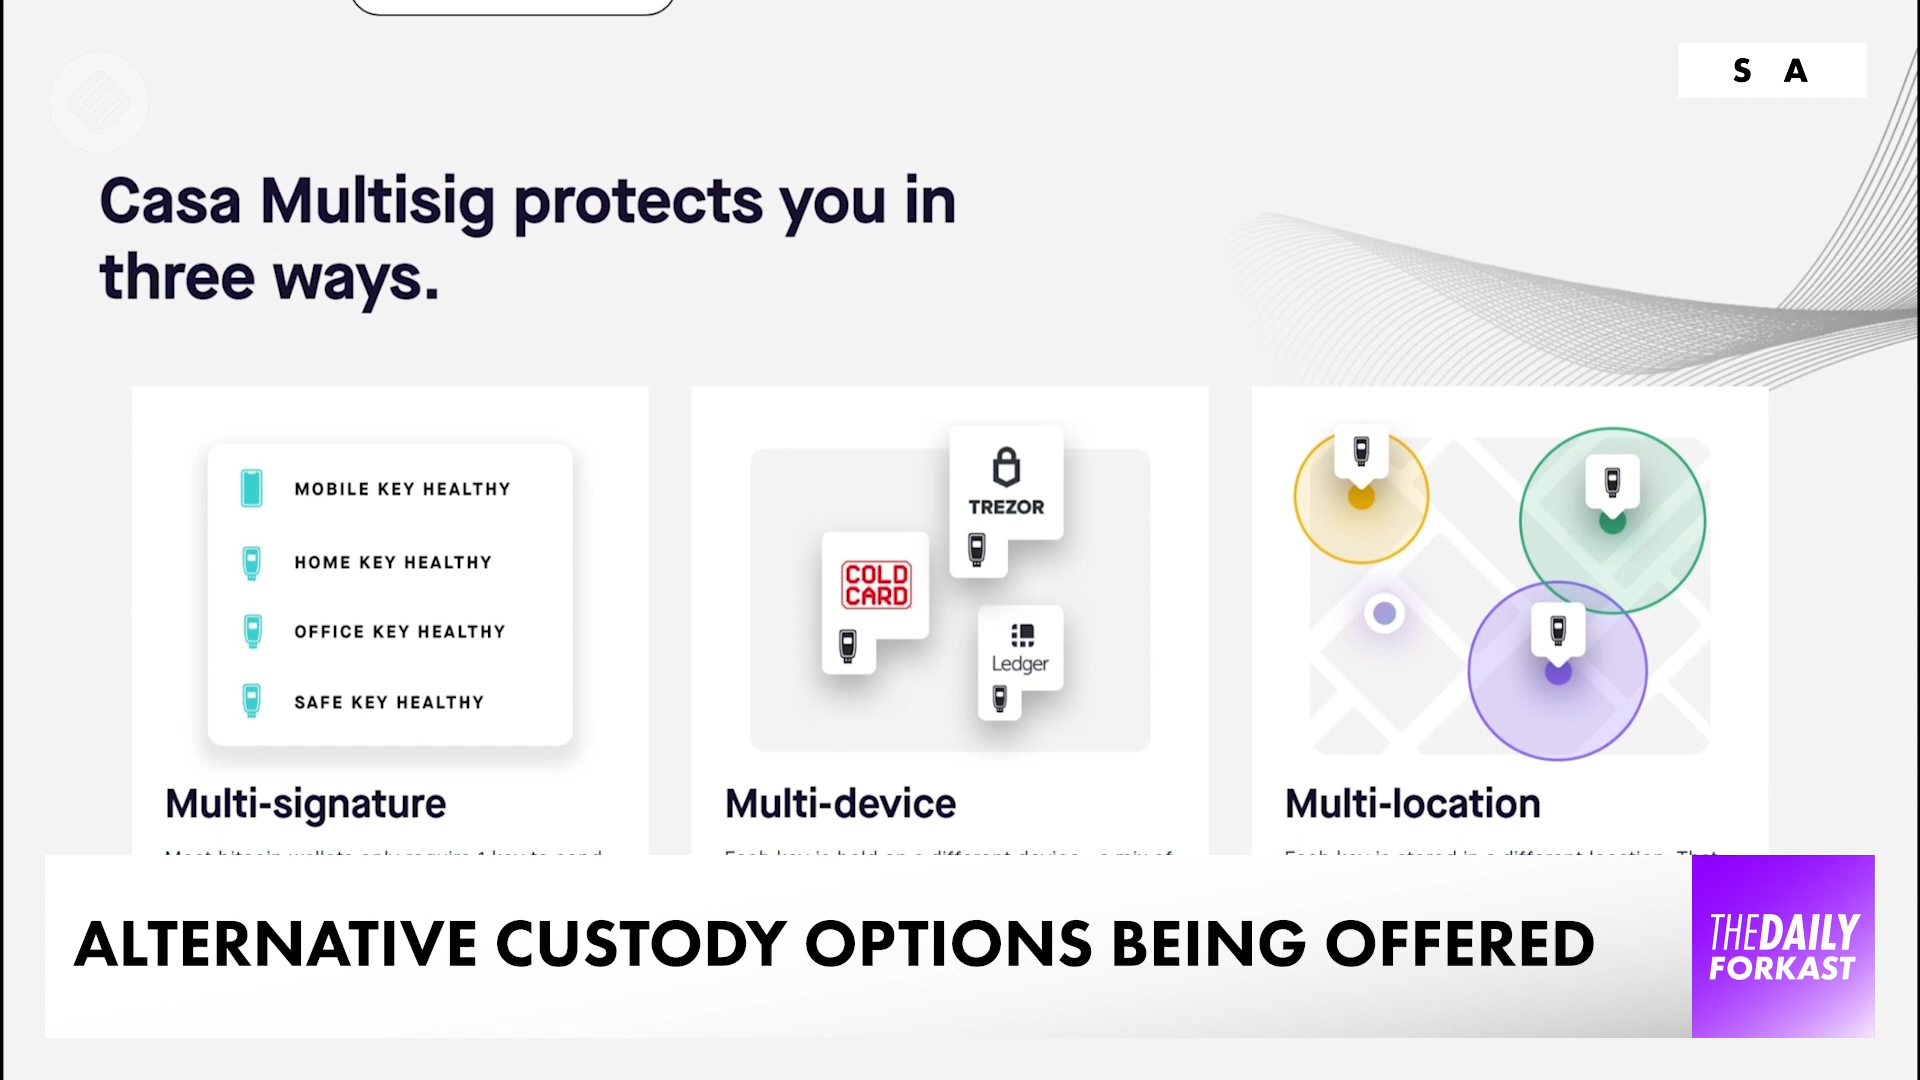 S A
Casa Multisig protects you in
three ways.
MOBILE KEY HEALTHY
HOME KEY HEALTHY
OFFICE KEY HEALTHY
SAFE KEY HEALTHY
TREZOR
COLD
CARD
Ledger
Multi-signature
Multi-device
Multi-location
ALTERNATIVE CUSTODY OPTIONS BEING OFFERED
THEDAILY
FORKAST